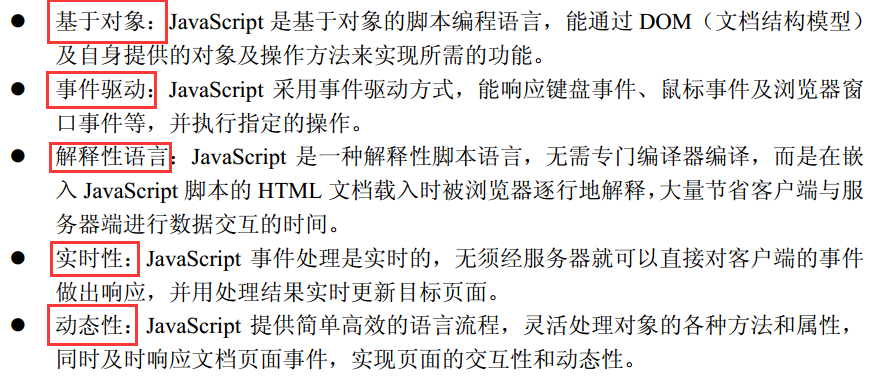 ● 基于对象：JavaScript 是基于对象的脚本编程语言，能通过 DOM（文档结构模型）
及自身提供的对象及操作方法来实现所需的功能。
● 事件驱动：JavaScript 采用事件驱动方式，能响应键盘事件、鼠标事件及浏览器窗
口事件等，并执行指定的操作。
● 解释性语言：JavaScript 是一种解释性脚本语言，无需专门编译器编译，而是在嵌
入 JavaScript 脚本的 HTML 文档载入时被浏览器逐行地解释，大量节省客户端与服
务器端进行数据交互的时间。
● 实时性：JavaScript 事件处理是实时的，无须经服务器就可以直接对客户端的事件
做出响应，并用处理结果实时更新目标页面。
● 动态性：JavaScript 提供简单高效的语言流程，灵活处理对象的各种方法和属性，
同时及时响应文档页面事件，实现页面的交互性和动态性。